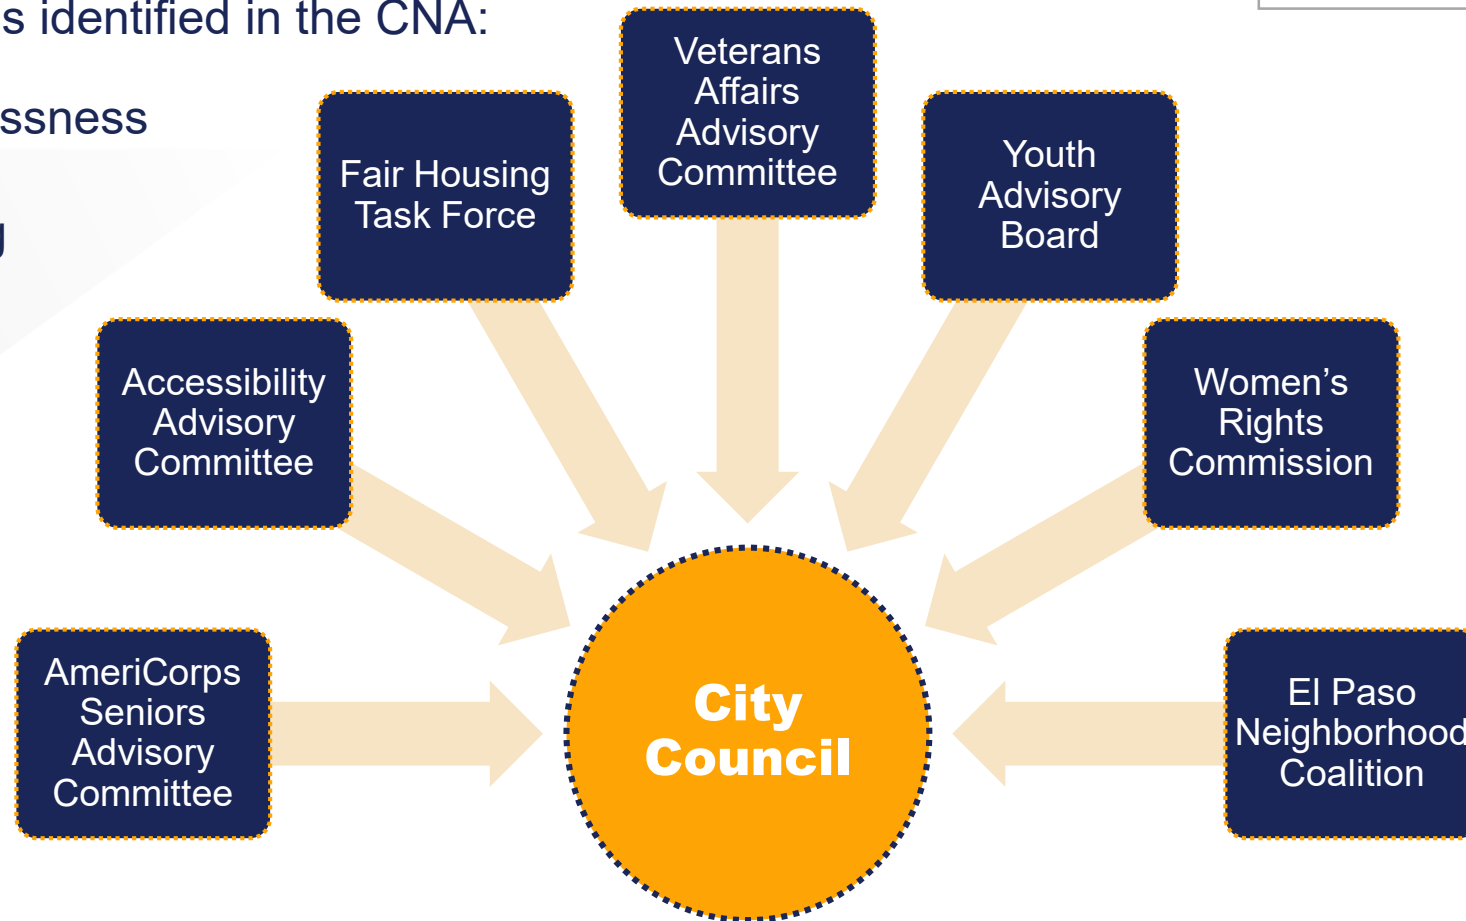 s identified in the CNA:
ssness
g
Veterans
Affairs
Advisory
Committee
Fair Housing
Task Force
Youth
Advisory
Board
Accessibility
Advisory
Committee
Women’s
Rights
Commission
AmeriCorps
Seniors
Advisory
Committee
City
Council
El Paso
Neighborhood
Coalition